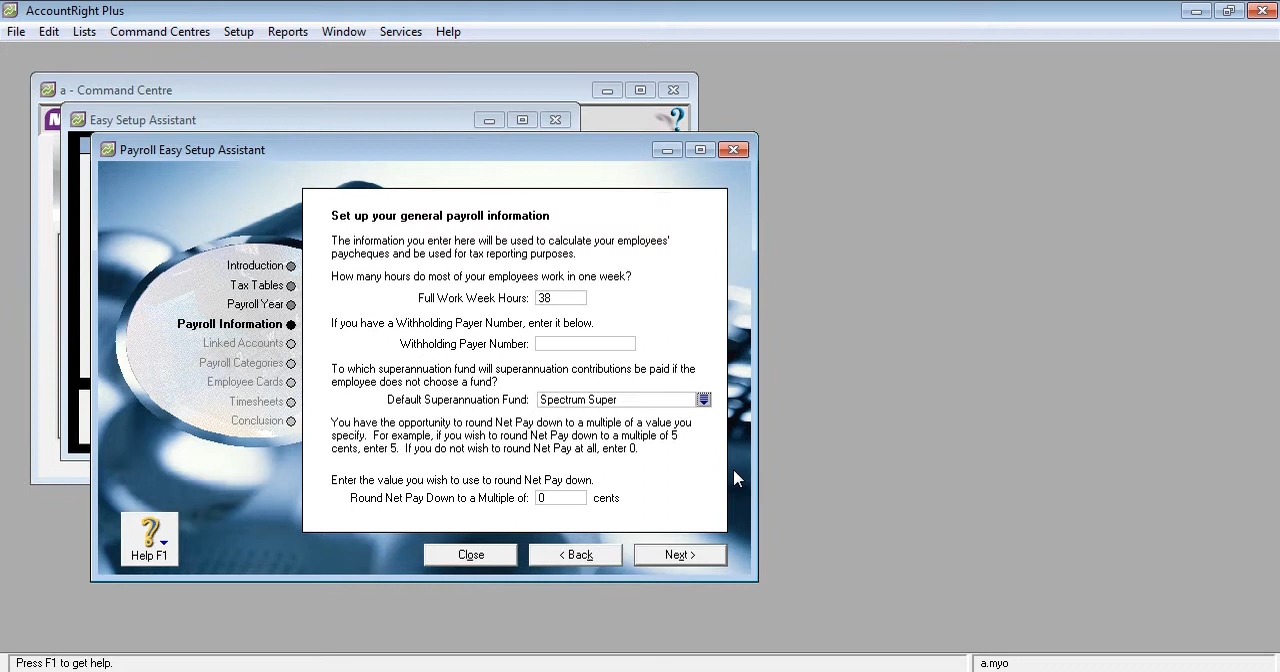 AccountRight Plus
File Edit Lists Command Centres Setup Reports Window Services Help
a - Command Centre
Easy Setup Assistant
Payroll Easy Setup Assistant
Introduction
Tax Tables
Payroll Year
Payroll Information
Linked Accounts
Payroll Categories
Employee Cards
Timesheets
Conclusion
Set up your general payroll information
The information you enter here will be used to calculate your employees'
paycheques and be used for tax reporting purposes.
How many hours do most of your employees work in one week?
Full Work Week Hours: 38
If you have a Withholding Payer Number, enter it below.
Withholding Payer Number:
To which superannuation fund will superannuation contributions be paid if the
employee does not choose a fund?
Default Superannuation Fund: Spectrum Super
You have the opportunity to round Net Pay down to a multiple of a value you
specify. For example, if you wish to round Net Pay down to a multiple of 5
cents, enter 5. If you do not wish to round Net Pay at all, enter 0.
Enter the value you wish to use to round Net Pay down.
Round Net Pay Down to a Multiple of: 0 cents
Help F1
Close < Back Next >
Press F1 to get help. a.myo